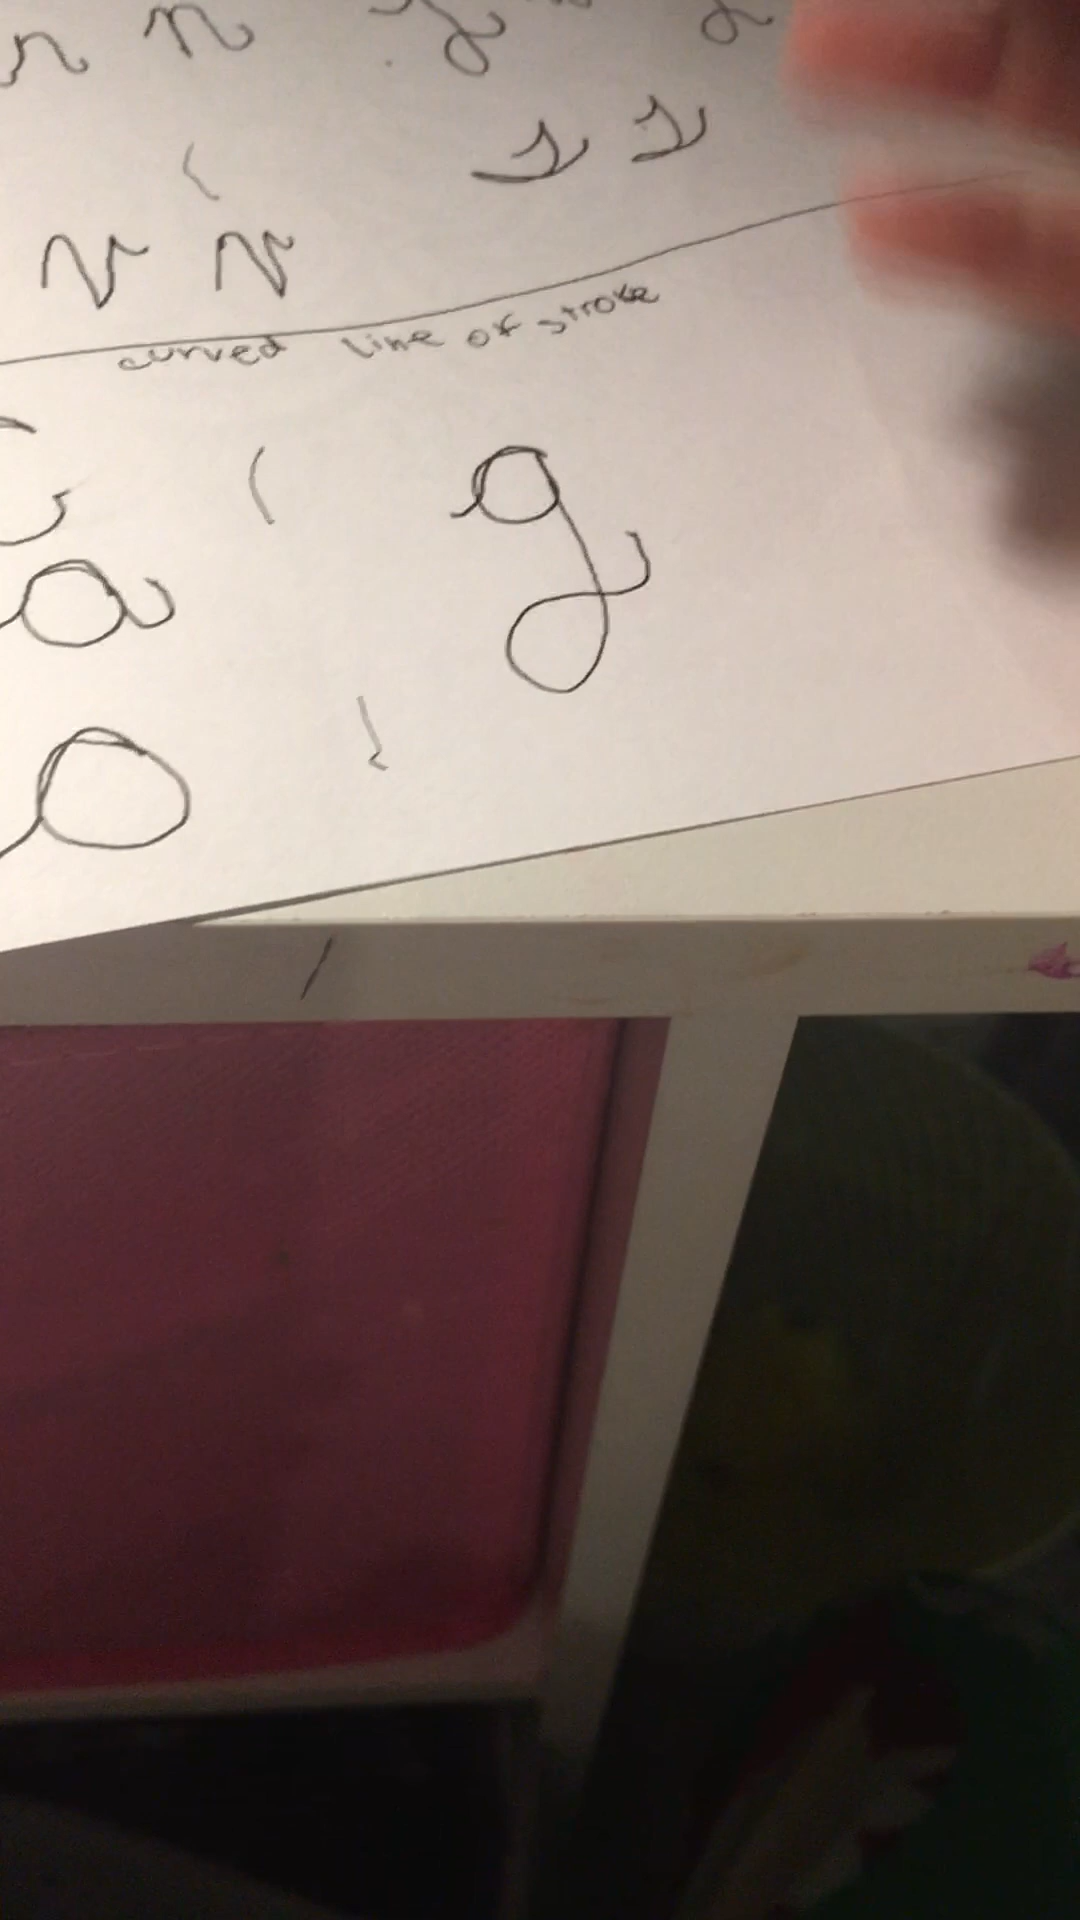 n n z z
v v s s
curved line of stroke
c
a g
o